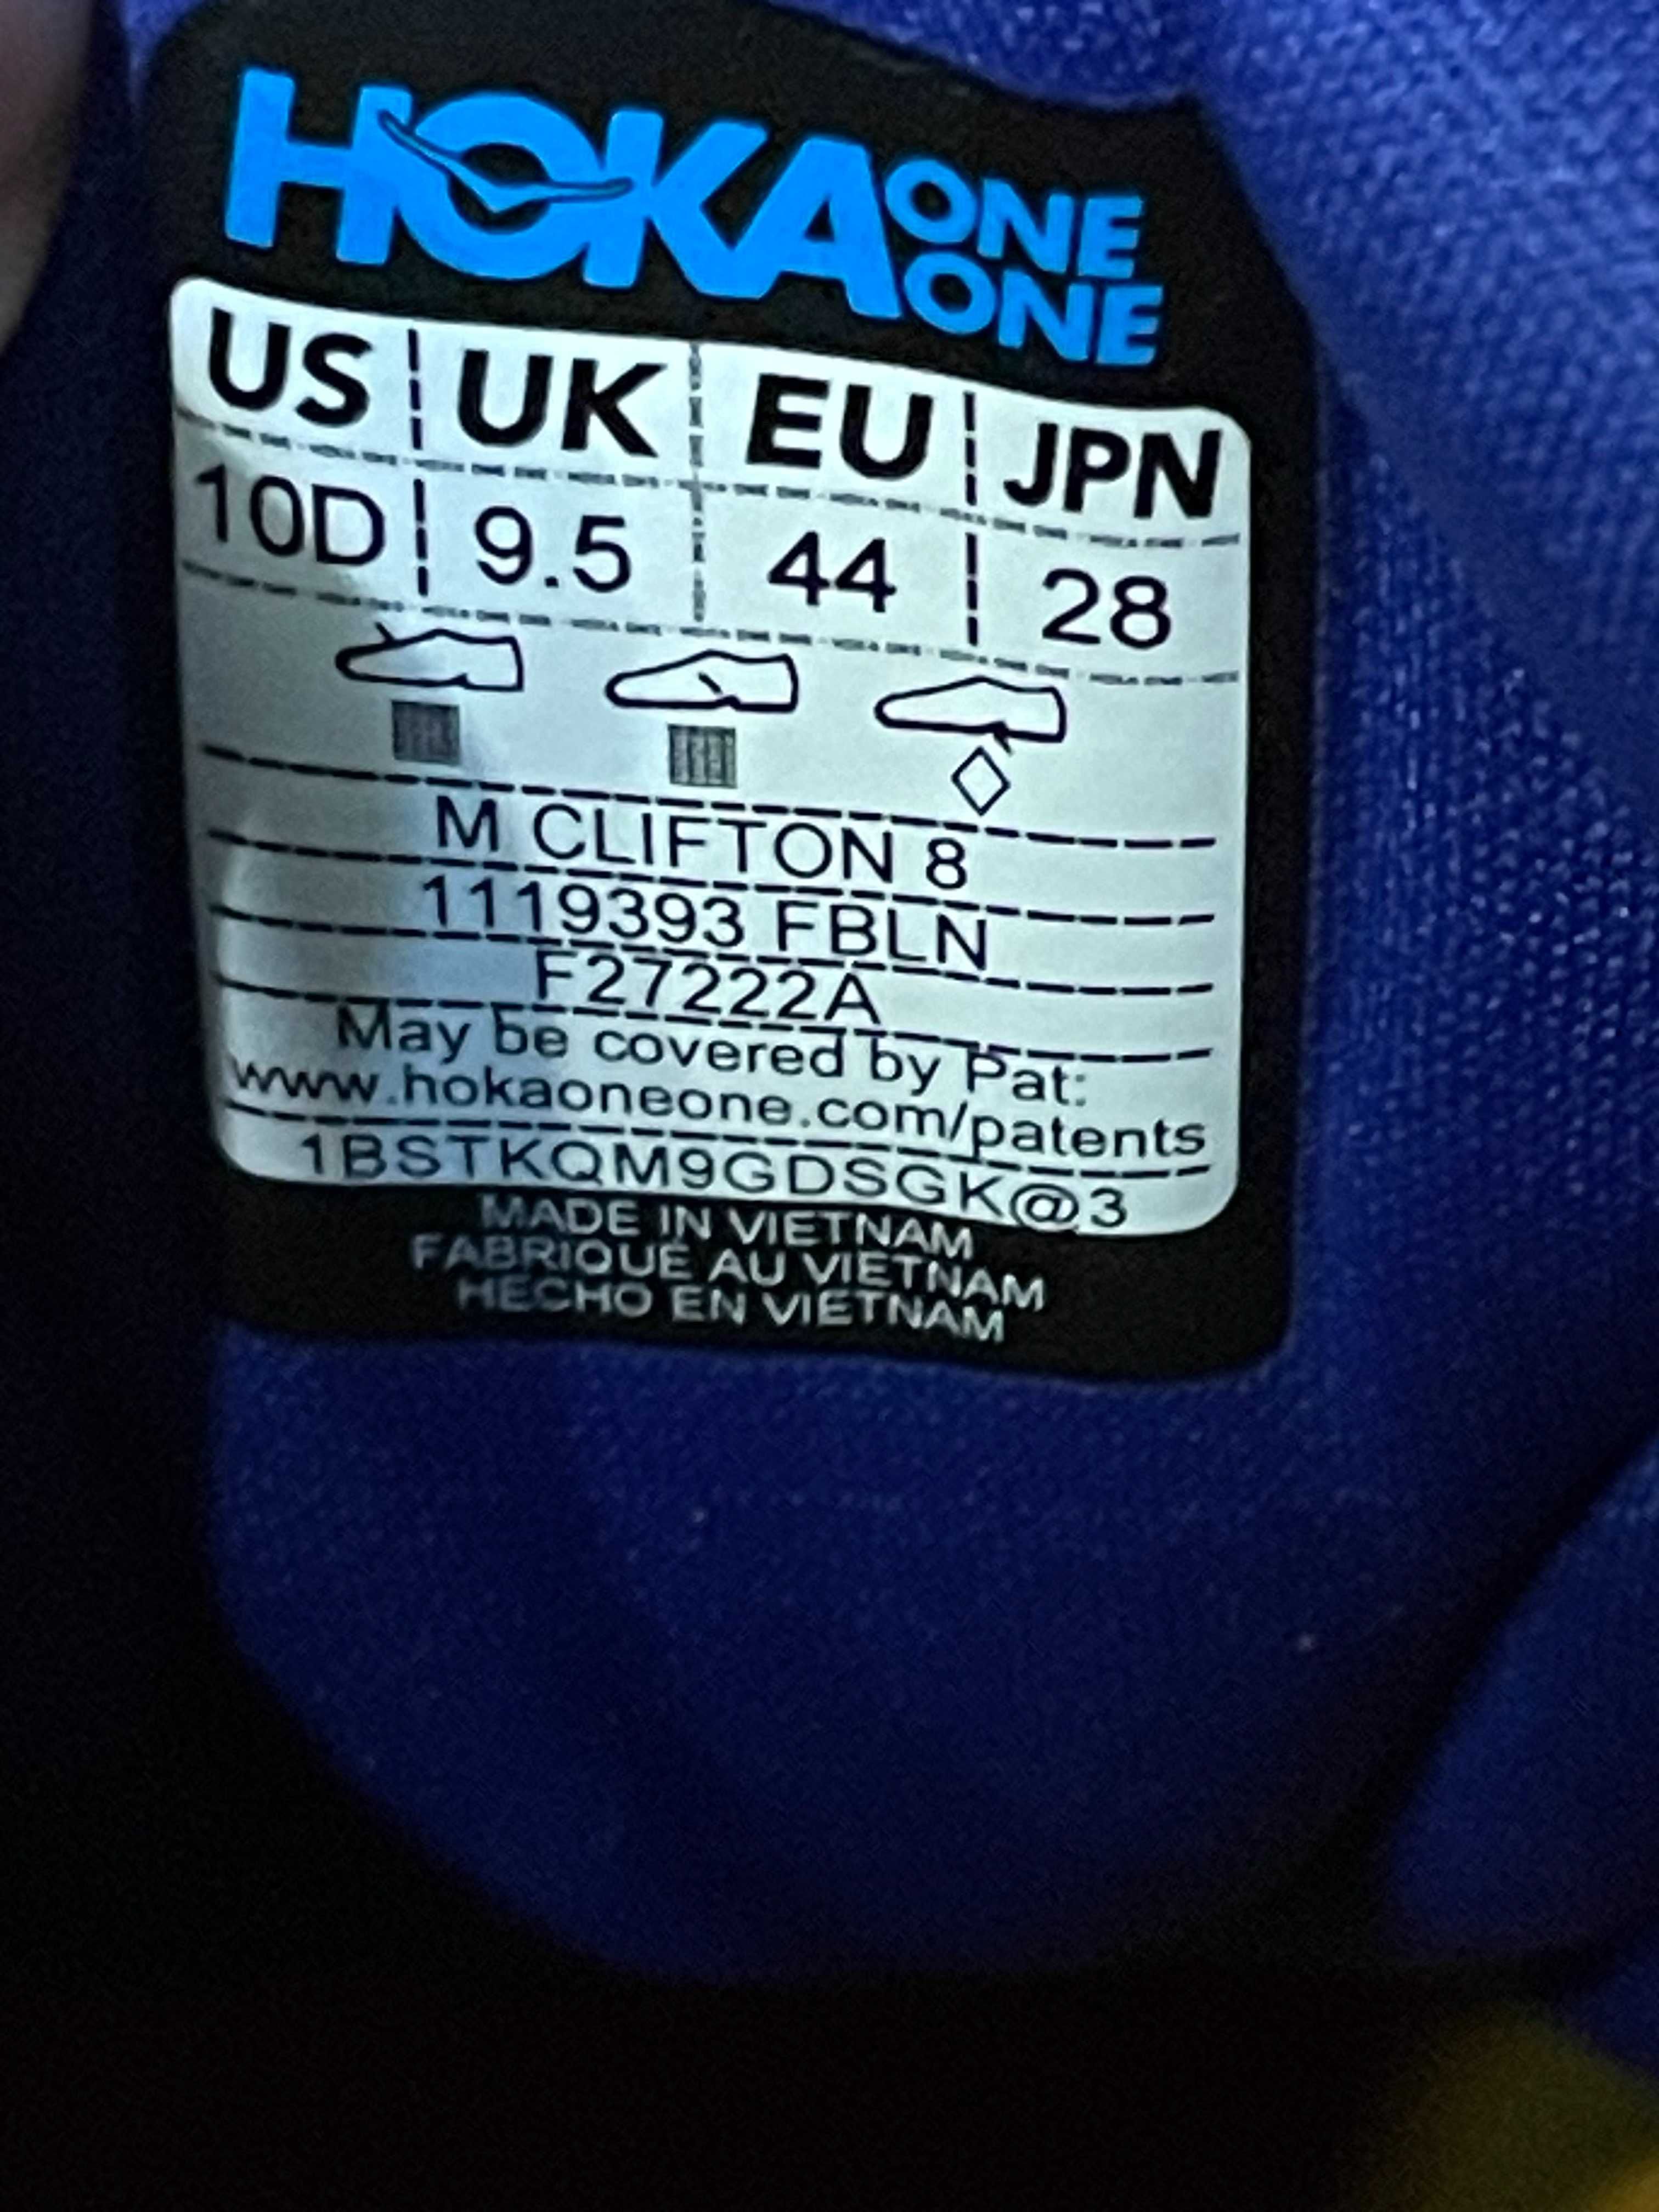 HOKA ONE ONE
US UK EU JPN
10D 9.5 44 28
M CLIFTON 8
1119393 FBLN
F27222A
May be covered by Pat:
www.hokaoneone.com/patents
1BSTKQM9GDSGK@3
MADE IN VIETNAM
FABRIQUÉ AU VIETNAM
HECHO EN VIETNAM